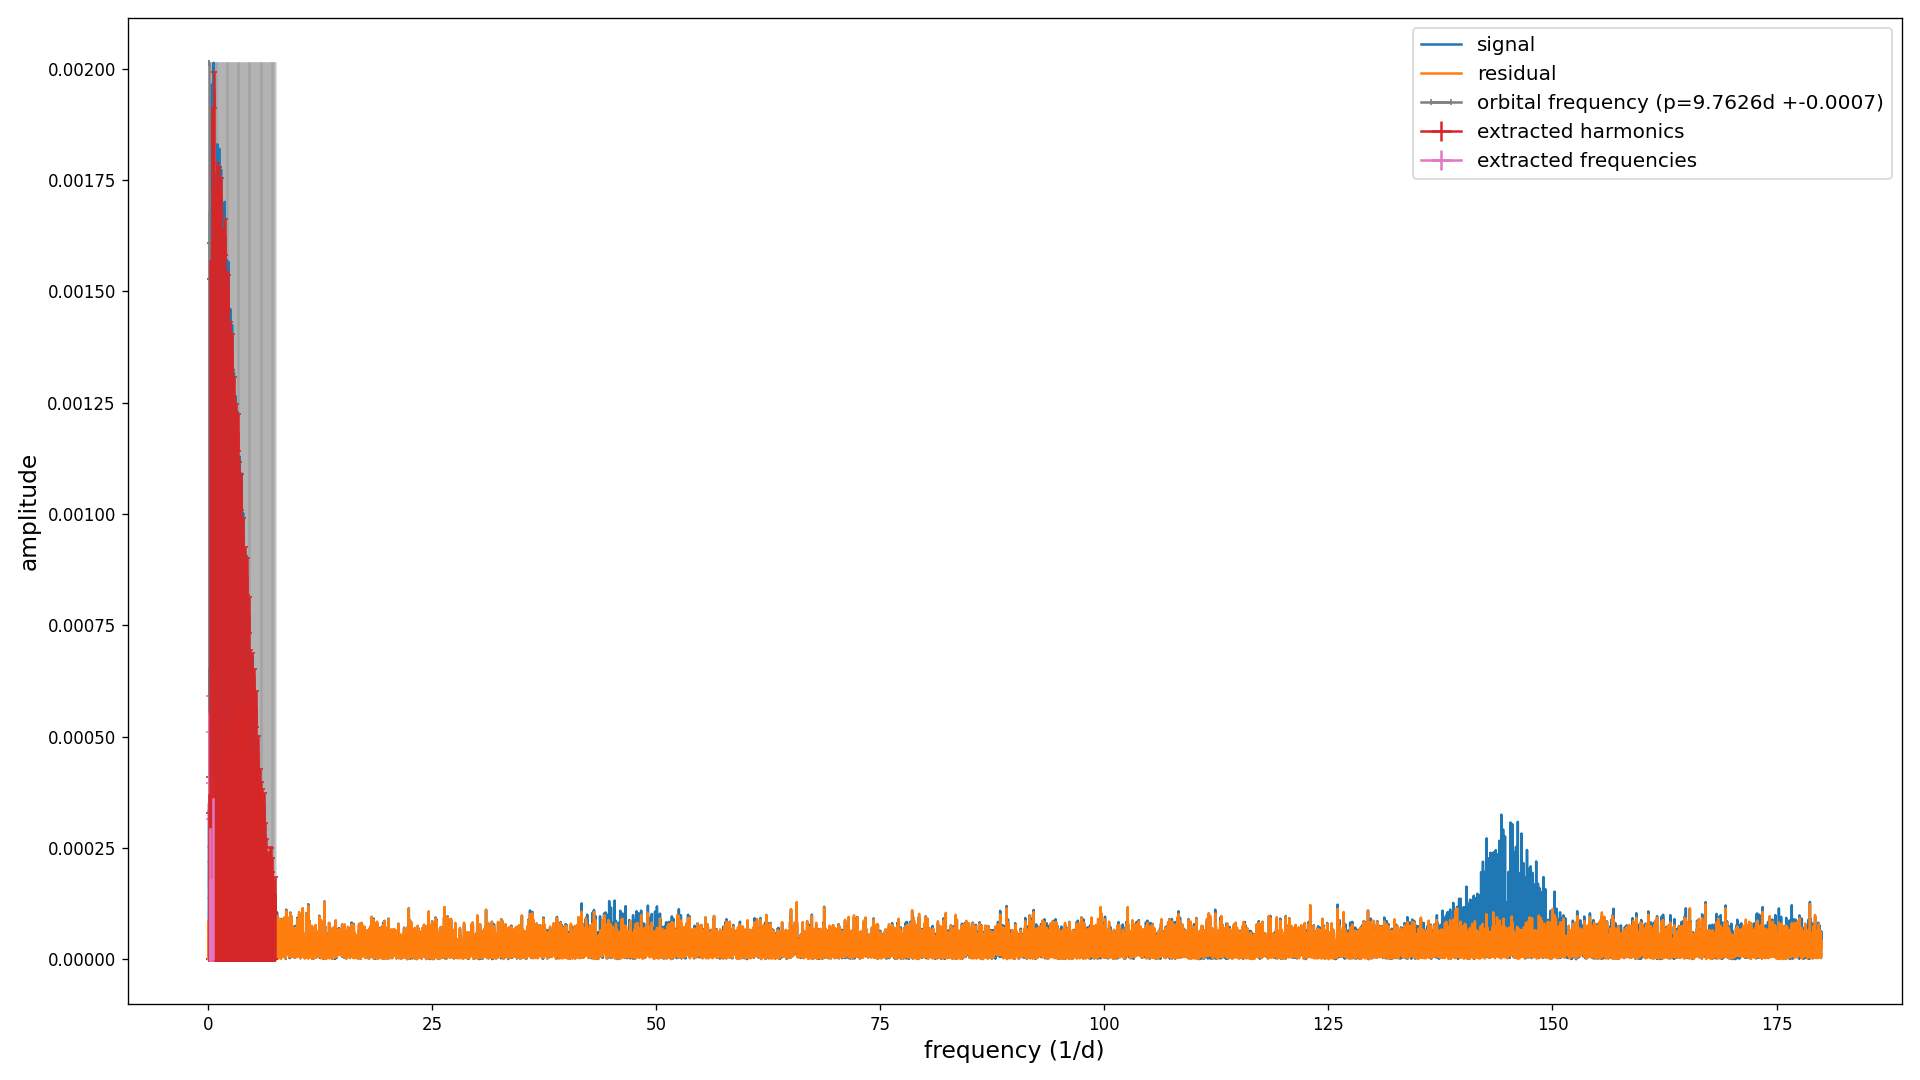 signal
residual
orbital frequency (p=9.7626d +-0.0007)
extracted harmonics
extracted frequencies
0.00200
0.00175
0.00150
0.00125
0.00100
0.00075
0.00050
0.00025
0.00000
amplitude
0
25
50
75
100
125
150
175
frequency (1/d)